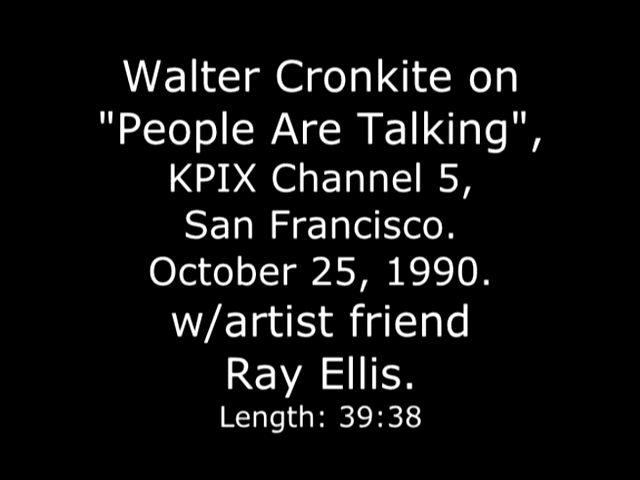 Walter Cronkite on
"People Are Talking",
KPIX Channel 5,
San Francisco.
October 25, 1990.
w/artist friend
Ray Ellis.
Length: 39:38